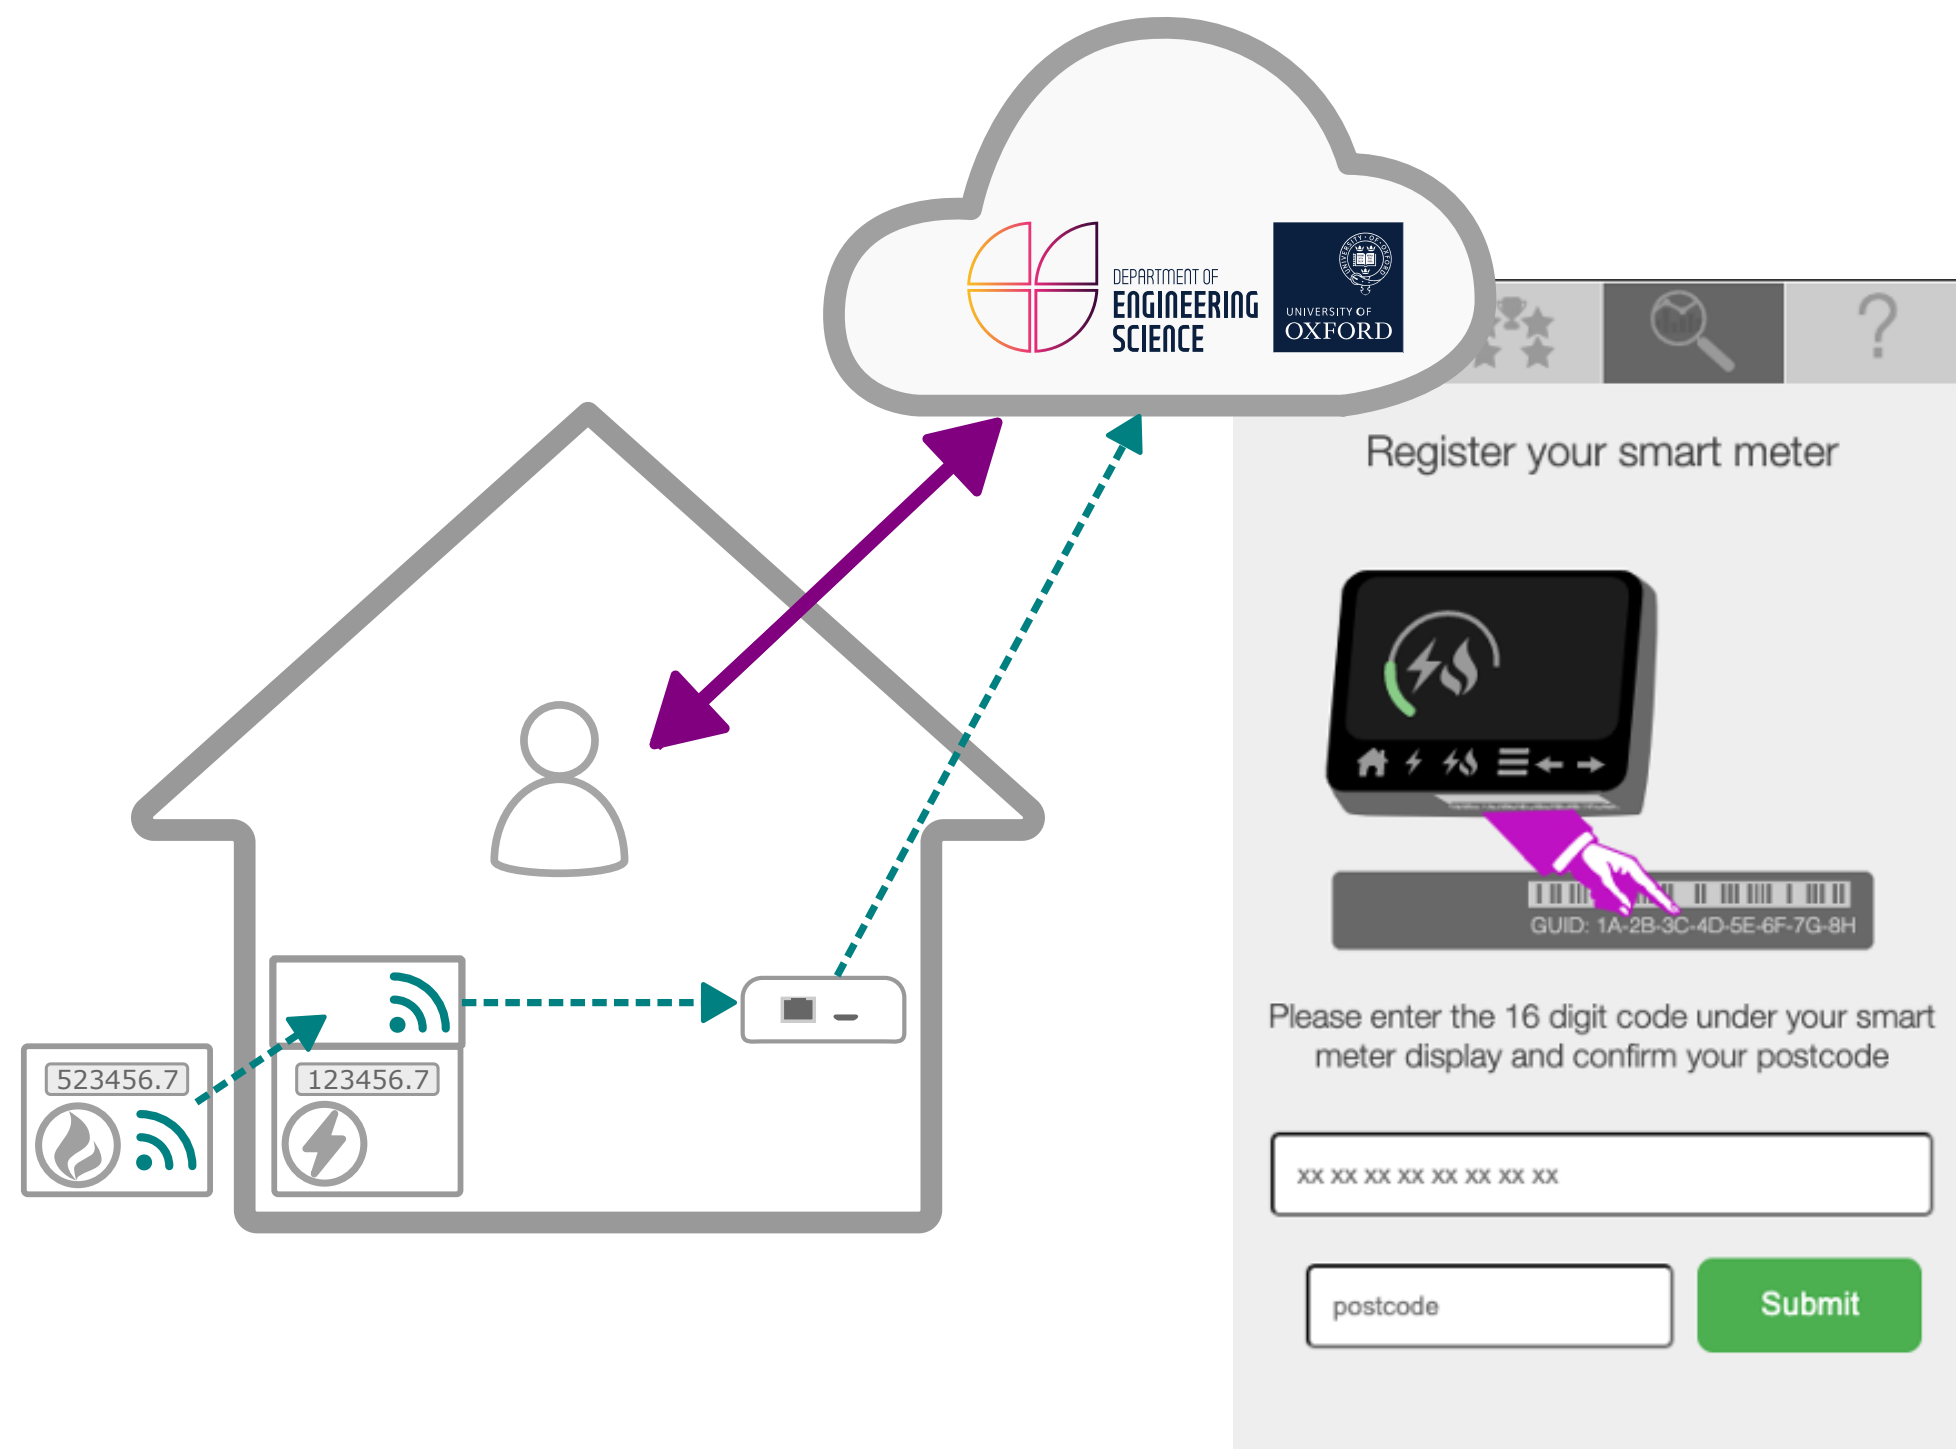 DEPARTMENT OF
ENGINEERING
SCIENCE
UNIVERSITY OF
OXFORD
?
Register your smart meter
GUID: 1A-2B-3C-4D-5E-6F-7G-8H
Please enter the 16 digit code under your smart
meter display and confirm your postcode
xx xx xx xx xx xx xx xx
postcode
Submit
523456.7
123456.7